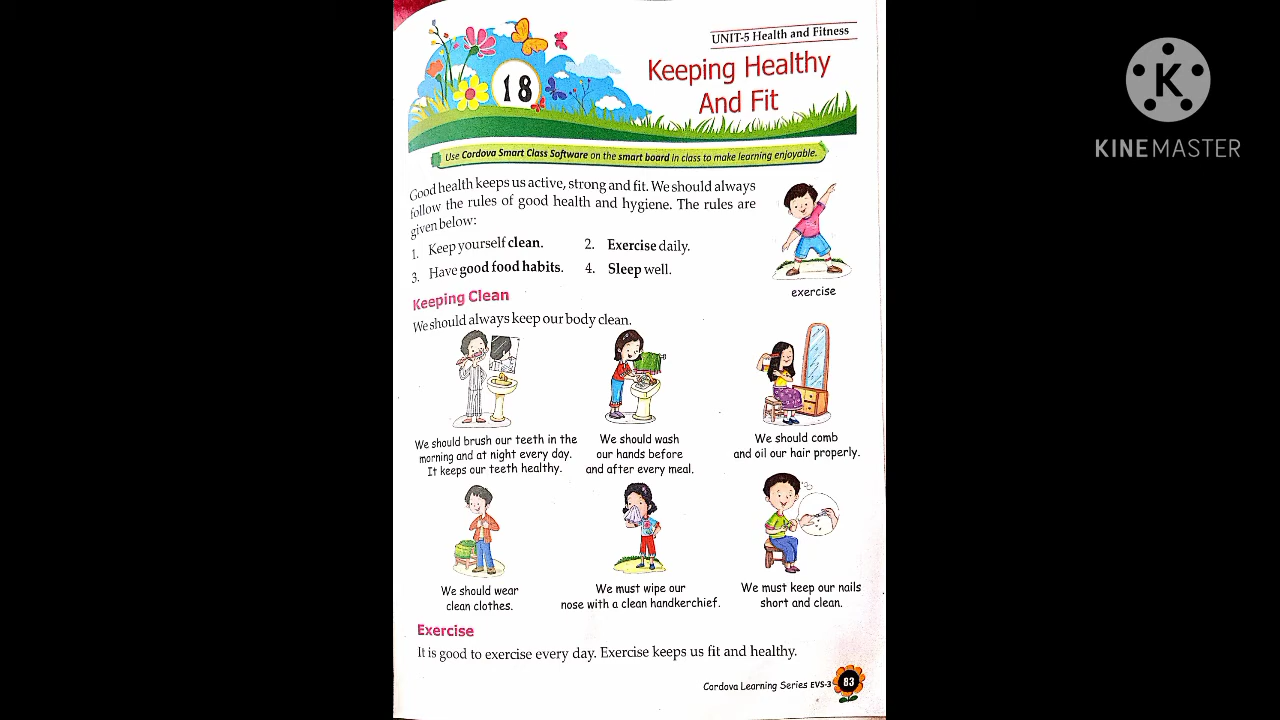 UNIT-5 Health and Fitness
18
Keeping Healthy
And Fit
Use Cordova Smart Class Software on the smart board in class to make learning enjoyable.
Good health keeps us active, strong and fit. We should always
follow the rules of good health and hygiene. The rules are
given below:
1. Keep yourself clean. 2. Exercise daily.
3. Have good food habits. 4. Sleep well.
exercise
Keeping Clean
We should always keep our body clean.
We should brush our teeth in the
morning and at night every day.
It keeps our teeth healthy.
We should wash
our hands before
and after every meal.
We should comb
and oil our hair properly.
We should wear
clean clothes.
We must wipe our
nose with a clean handkerchief.
We must keep our nails
short and clean.
Exercise
It is good to exercise every day. Exercise keeps us fit and healthy.
Cordova Learning Series EVS-3 83
K
KINEMASTER